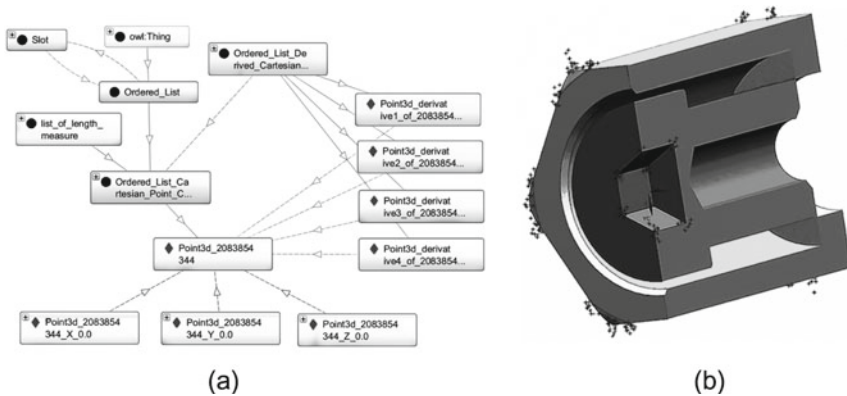 Slot
owl:Thing
Ordered_List_De
rived_Cartesian...
Ordered_List
list_of_length_
measure
Point3d_derivat
ive1_of_2083854...
Point3d_derivat
ive2_of_2083854...
Ordered_List_Ca
rtesian_Point_C...
Point3d_derivat
ive3_of_2083854...
Point3d_2083854
344
Point3d_derivat
ive4_of_2083854...
Point3d_2083854
344_X_0.0
Point3d_2083854
344_Y_0.0
Point3d_2083854
344_Z_0.0
(a)
(b)